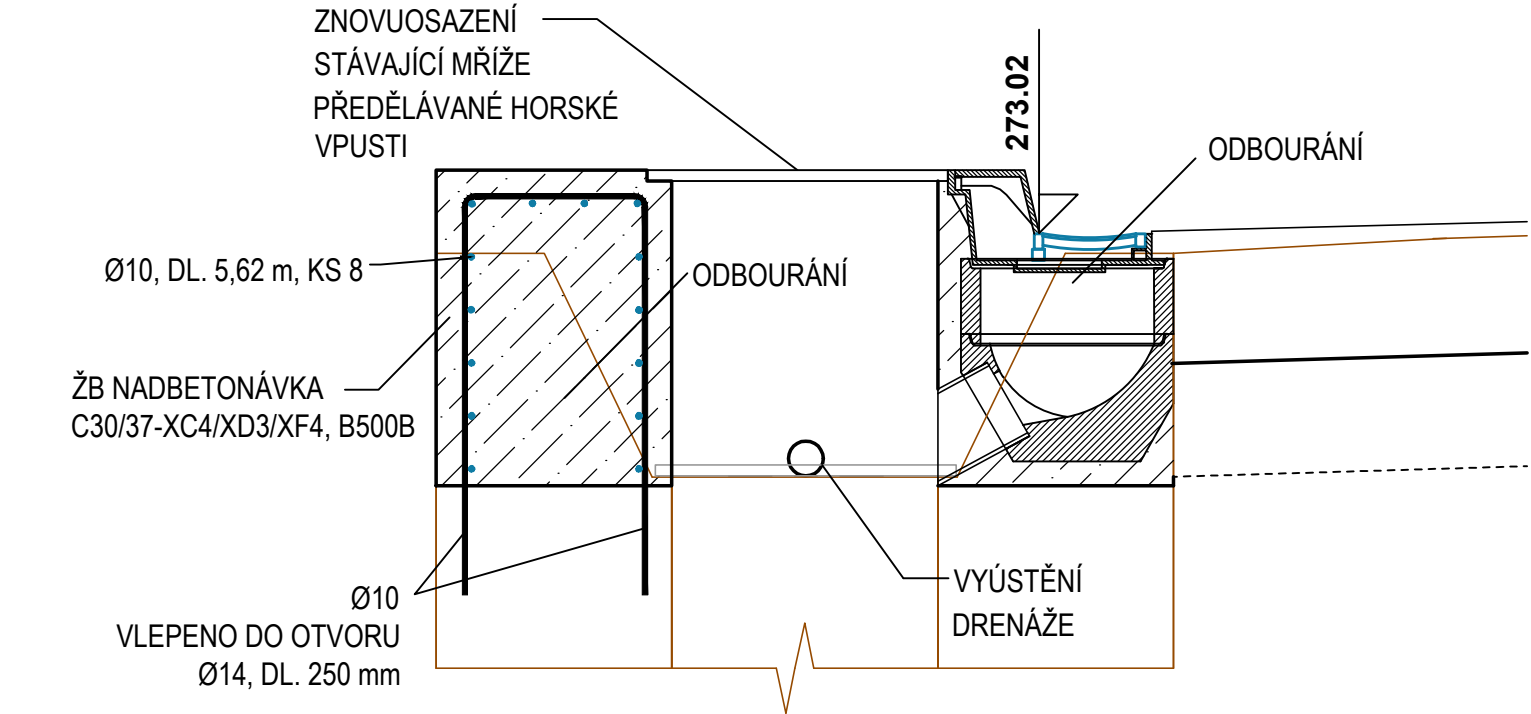 ZNOVUOSAZENÍ
STÁVAJÍCÍ MŘÍŽE
PŘEDĚLÁVANÉ HORSKÉ
VPUSTI
273.02
ODBOURÁNÍ
Ø10, DL. 5,62 m, KS 8
ODBOURÁNÍ
ŽB NADBETONÁVKA
C30/37-XC4/XD3/XF4, B500B
Ø10
VLEPENO DO OTVORU
Ø14, DL. 250 mm
VYÚSTĚNÍ
DRENÁŽE